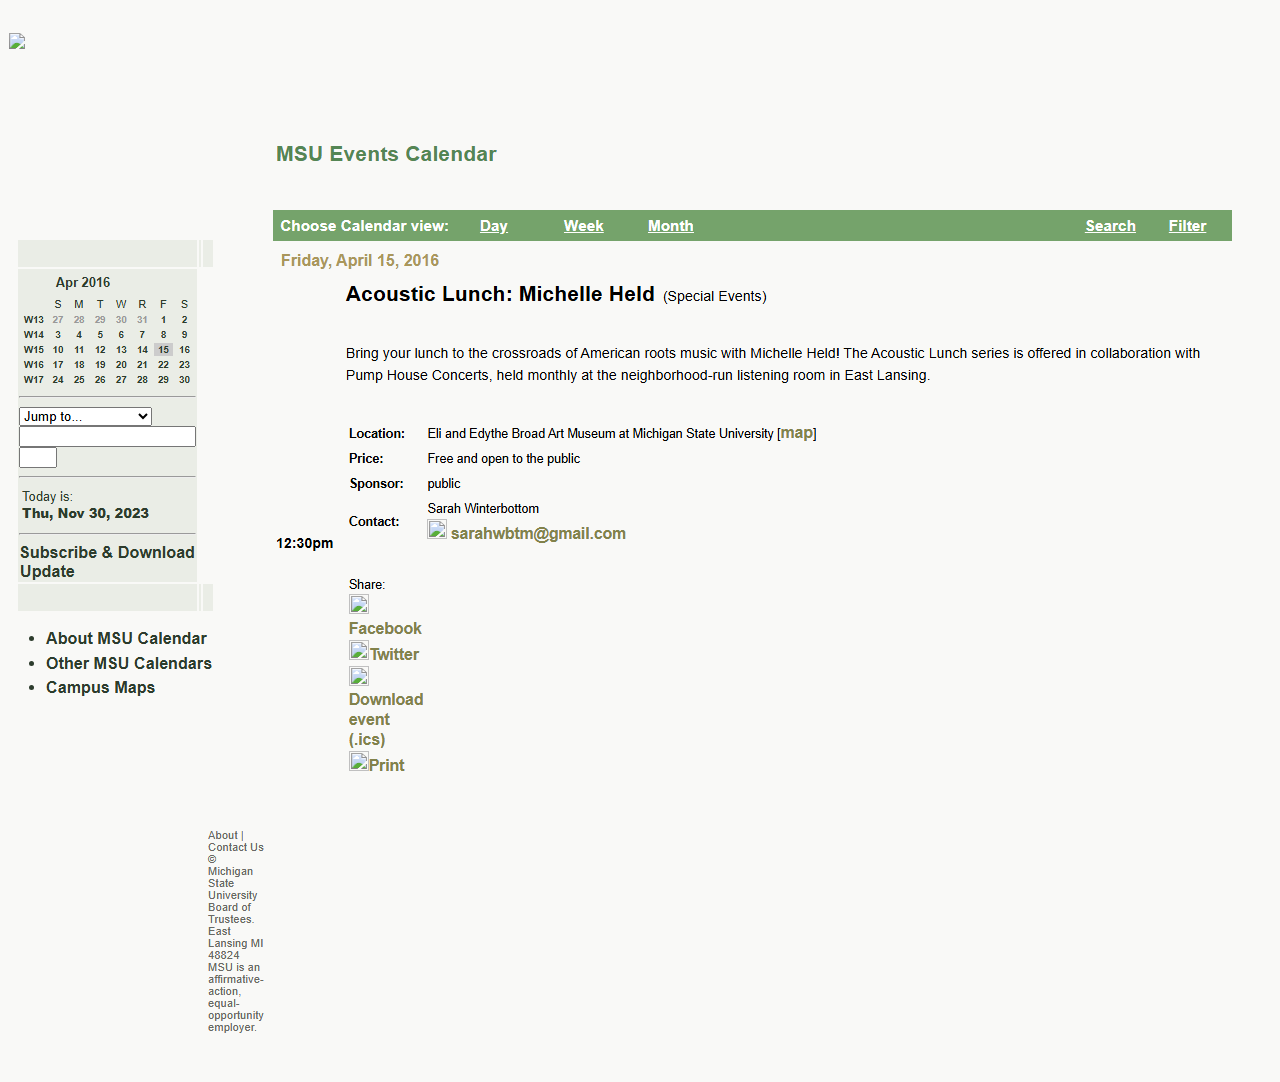 MSU Events Calendar
Choose Calendar view: Day Week Month Search Filter
Friday, April 15, 2016
Apr 2016
S M T W R F S
W13 27 28 29 30 31 1 2
W14 3 4 5 6 7 8 9
W15 10 11 12 13 14 15 16
W16 17 18 19 20 21 22 23
W17 24 25 26 27 28 29 30
Jump to...
Today is:
Thu, Nov 30, 2023
Subscribe & Download
Update
About MSU Calendar
Other MSU Calendars
Campus Maps
12:30pm
Acoustic Lunch: Michelle Held (Special Events)
Bring your lunch to the crossroads of American roots music with Michelle Held! The Acoustic Lunch series is offered in collaboration with
Pump House Concerts, held monthly at the neighborhood-run listening room in East Lansing.
Location: Eli and Edythe Broad Art Museum at Michigan State University [map]
Price: Free and open to the public
Sponsor: public
Contact: Sarah Winterbottom
sarahwbtm@gmail.com
Share:
Facebook
Twitter
Download
event
(.ics)
Print
About |
Contact Us
©
Michigan
State
University
Board of
Trustees.
East
Lansing MI
48824
MSU is an
affirmative-
action,
equal-
opportunity
employer.